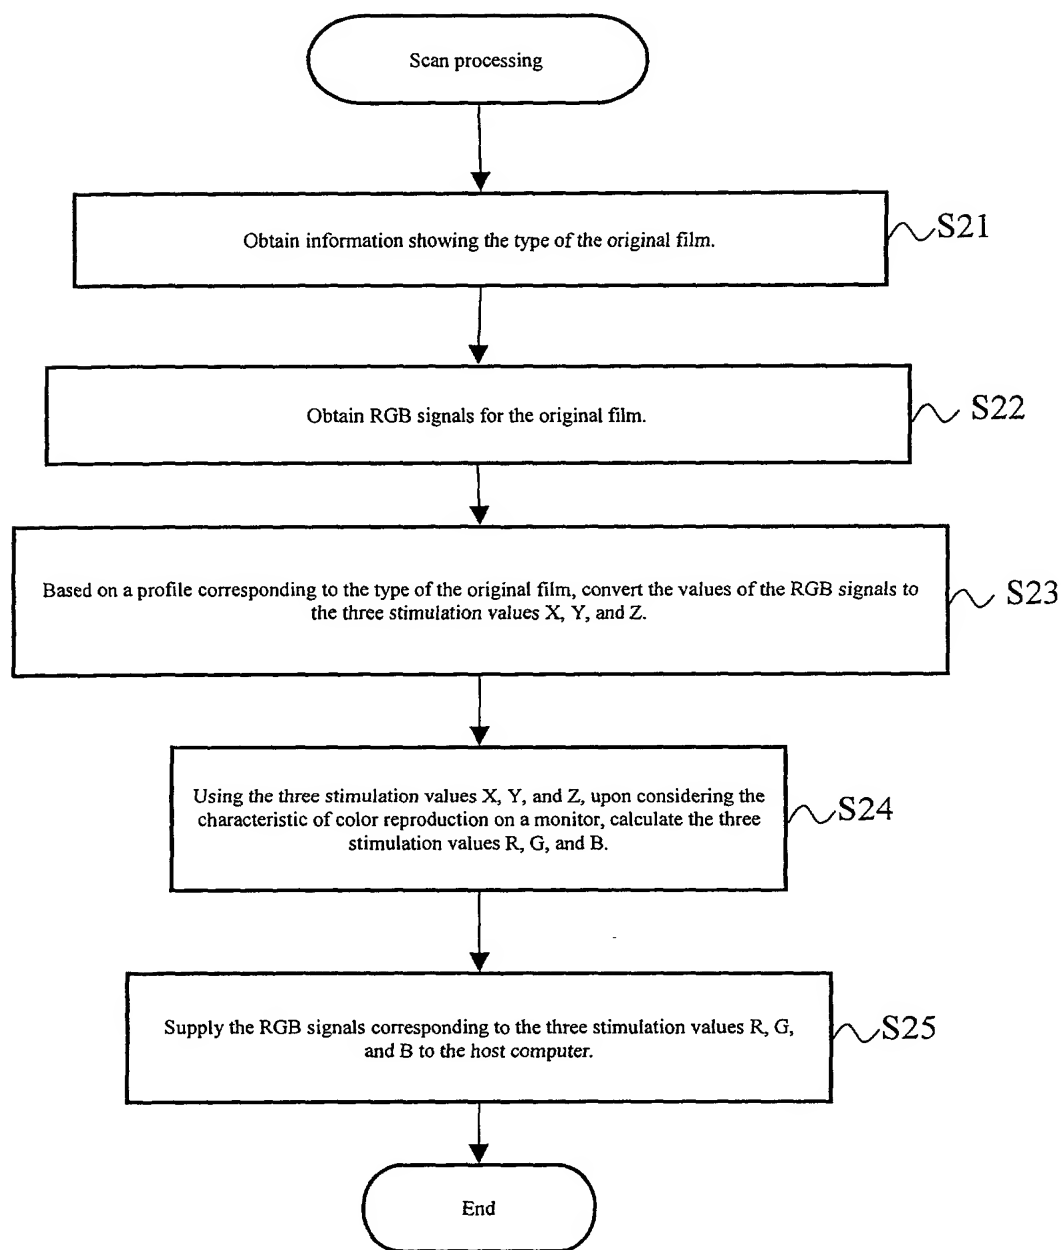 Scan processing
Obtain information showing the type of the original film.
S21
Obtain RGB signals for the original film.
S22
Based on a profile corresponding to the type of the original film, convert the values of the RGB signals to
the three stimulation values X, Y, and Z.
S23
Using the three stimulation values X, Y, and Z, upon considering the
characteristic of color reproduction on a monitor, calculate the three
stimulation values R, G, and B.
S24
Supply the RGB signals corresponding to the three stimulation values R, G,
and B to the host computer.
S25
End